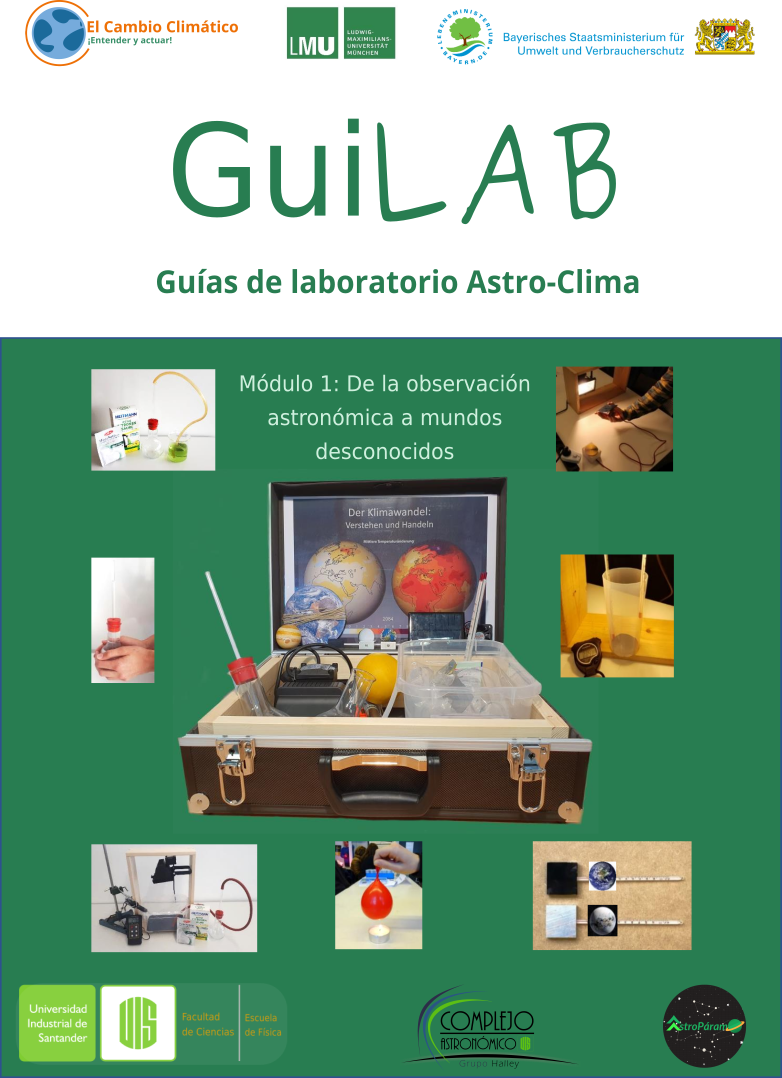 El Cambio Climático
¡Entender y actuar!
LMU
LUDWIG-
MAXIMILIANS-
UNIVERSITÄT
MÜNCHEN
LEBENSMINISTERIUM
BAYERN.DE
Bayerisches Staatsministerium für
Umwelt und Verbraucherschutz
GuiLAB
Guías de laboratorio Astro-Clima
Módulo 1: De la observación
astronómica a mundos
desconocidos
HEITMANN
Der Klimawandel:
Verstehen und Handeln
Universidad
Industrial de
Santander
UIS
Facultad
de Ciencias
Escuela
de Física
COMPLEJO
ASTRONÓMICO
Grupo Halley
AstroPáramo